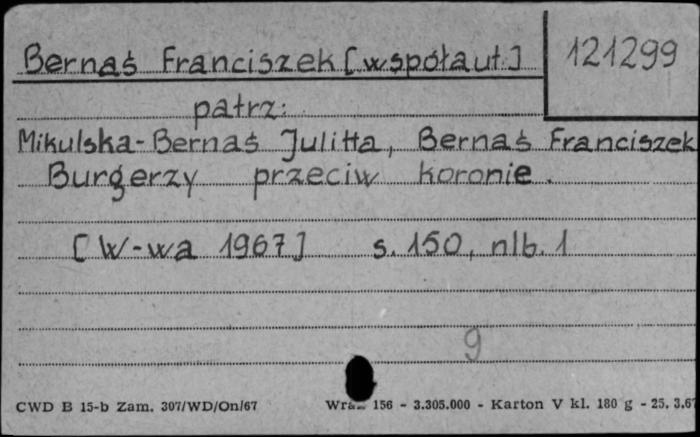 Bernaś Franciszek [współaut.] 121299
patrz:
Mikulska-Bernaś Julitta, Bernaś Franciszek
Burgerzy przeciw koronie.
[W-wa 1967] s. 150, nlb. 1
9
CWD B 15-b Zam. 307/WD/On/67 156 - 3.305.000 - Karton V kl. 180 g - 25. 3.67